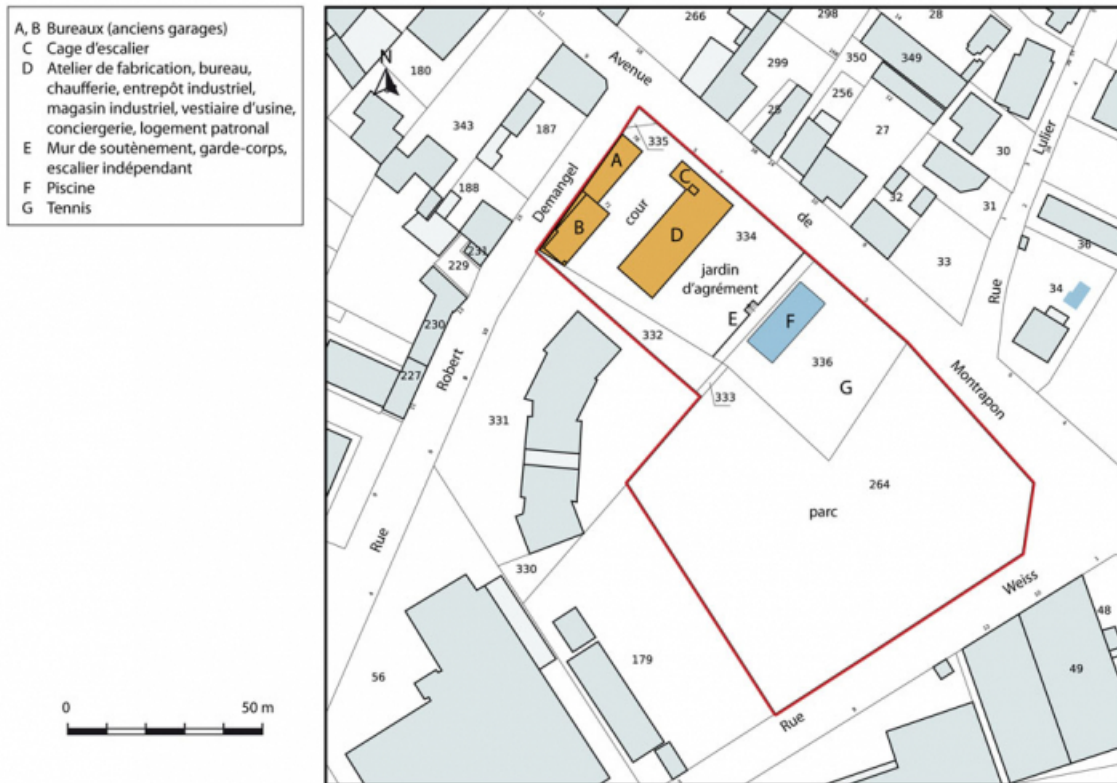 A, B Bureaux (anciens garages)
C Cage d'escalier
D Atelier de fabrication, bureau,
chaufferie, entrepôt industriel,
magasin industriel, vestiaire d'usine,
conciergerie, logement patronal
E Mur de soutènement, garde-corps,
escalier indépendant
F Piscine
G Tennis
N
0 50 m
Avenue
de
Montrapon
Rue
Robert
Demangel
Rue
Lulier
Rue
Weiss
266
298
28
180
299
350
349
25
256
343
187
335
27
30
A
C
188
cour
32
31
B
D
334
36
231
229
33
jardin
d'agrément
34
230
E
F
332
336
227
G
333
331
264
parc
330
48
179
56
49